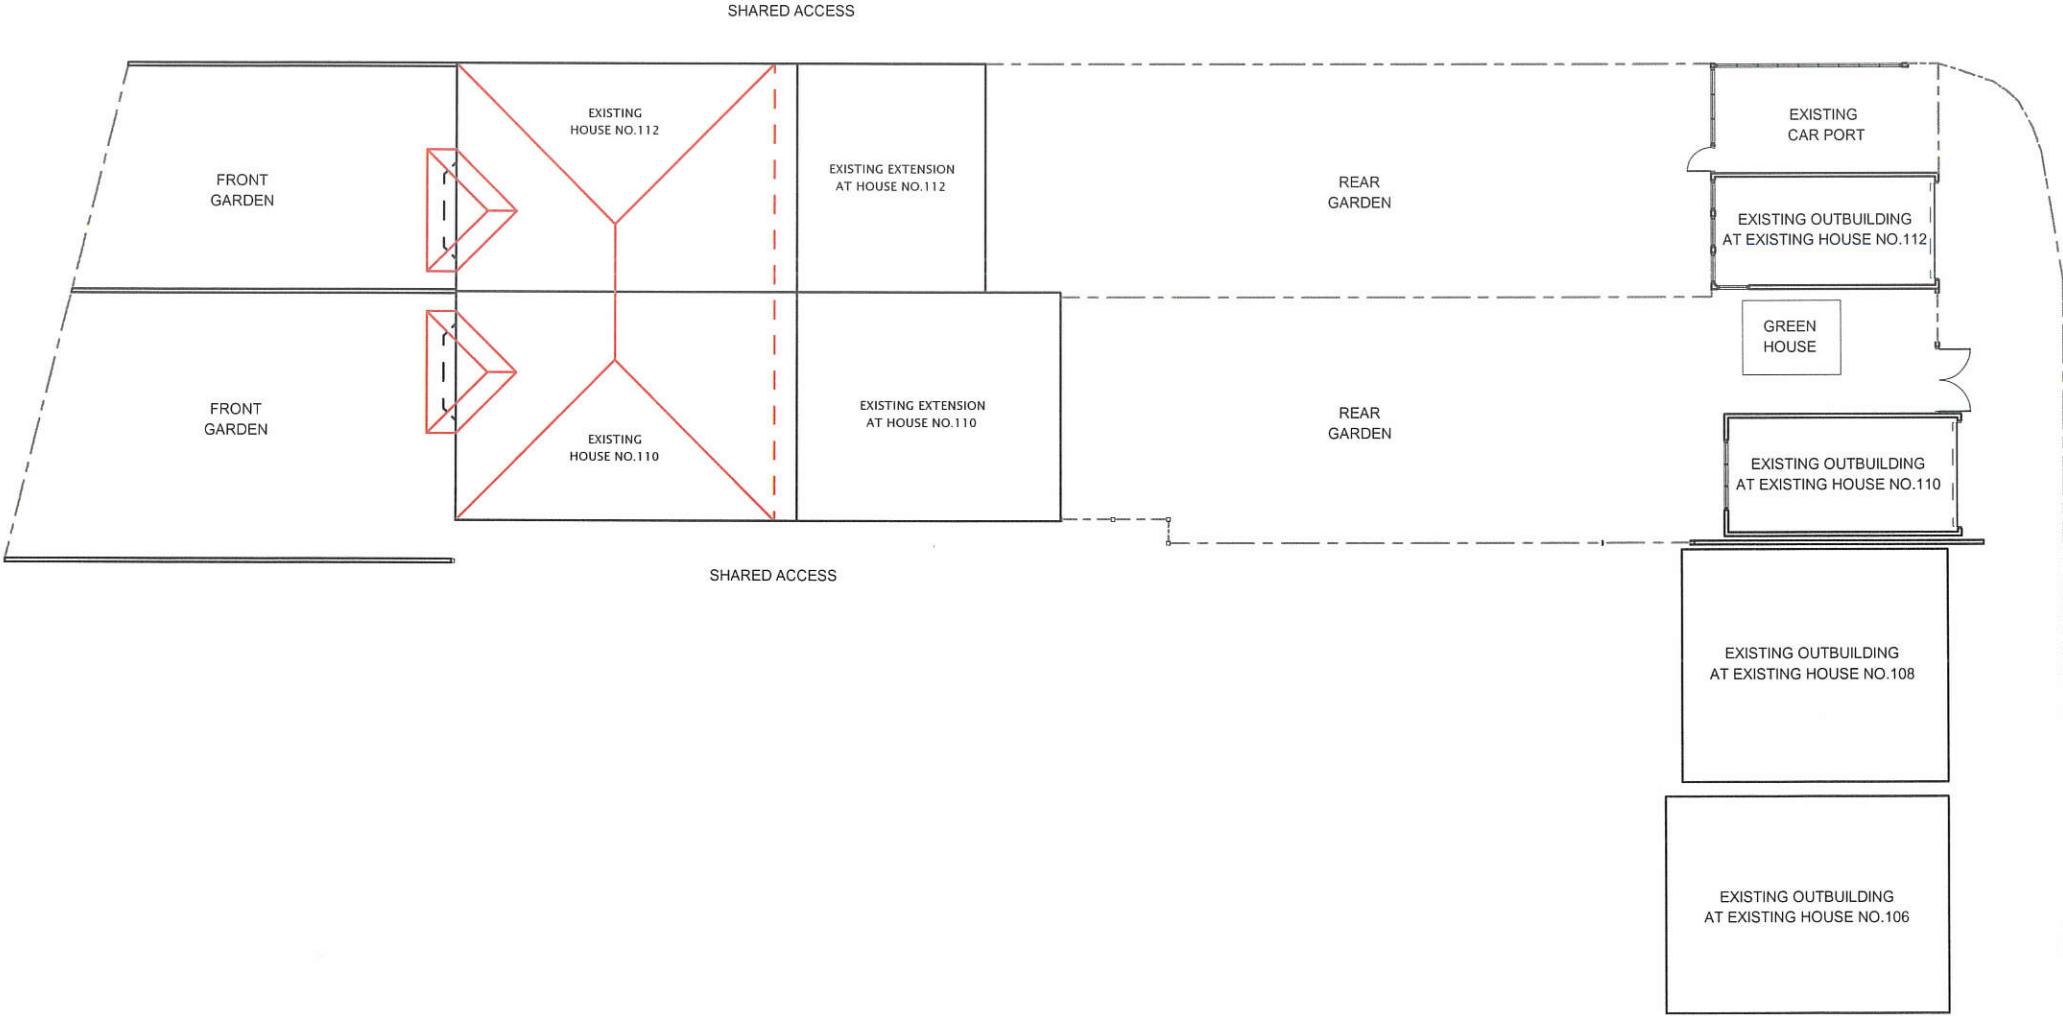 SHARED ACCESS
EXISTING
HOUSE NO.112
EXISTING
CAR PORT
EXISTING EXTENSION
AT HOUSE NO.112
FRONT
GARDEN
REAR
GARDEN
EXISTING OUTBUILDING
AT EXISTING HOUSE NO.112
GREEN
HOUSE
FRONT
GARDEN
EXISTING EXTENSION
AT HOUSE NO.110
REAR
GARDEN
EXISTING
HOUSE NO.110
EXISTING OUTBUILDING
AT EXISTING HOUSE NO.110
SHARED ACCESS
EXISTING OUTBUILDING
AT EXISTING HOUSE NO.108
EXISTING OUTBUILDING
AT EXISTING HOUSE NO.106